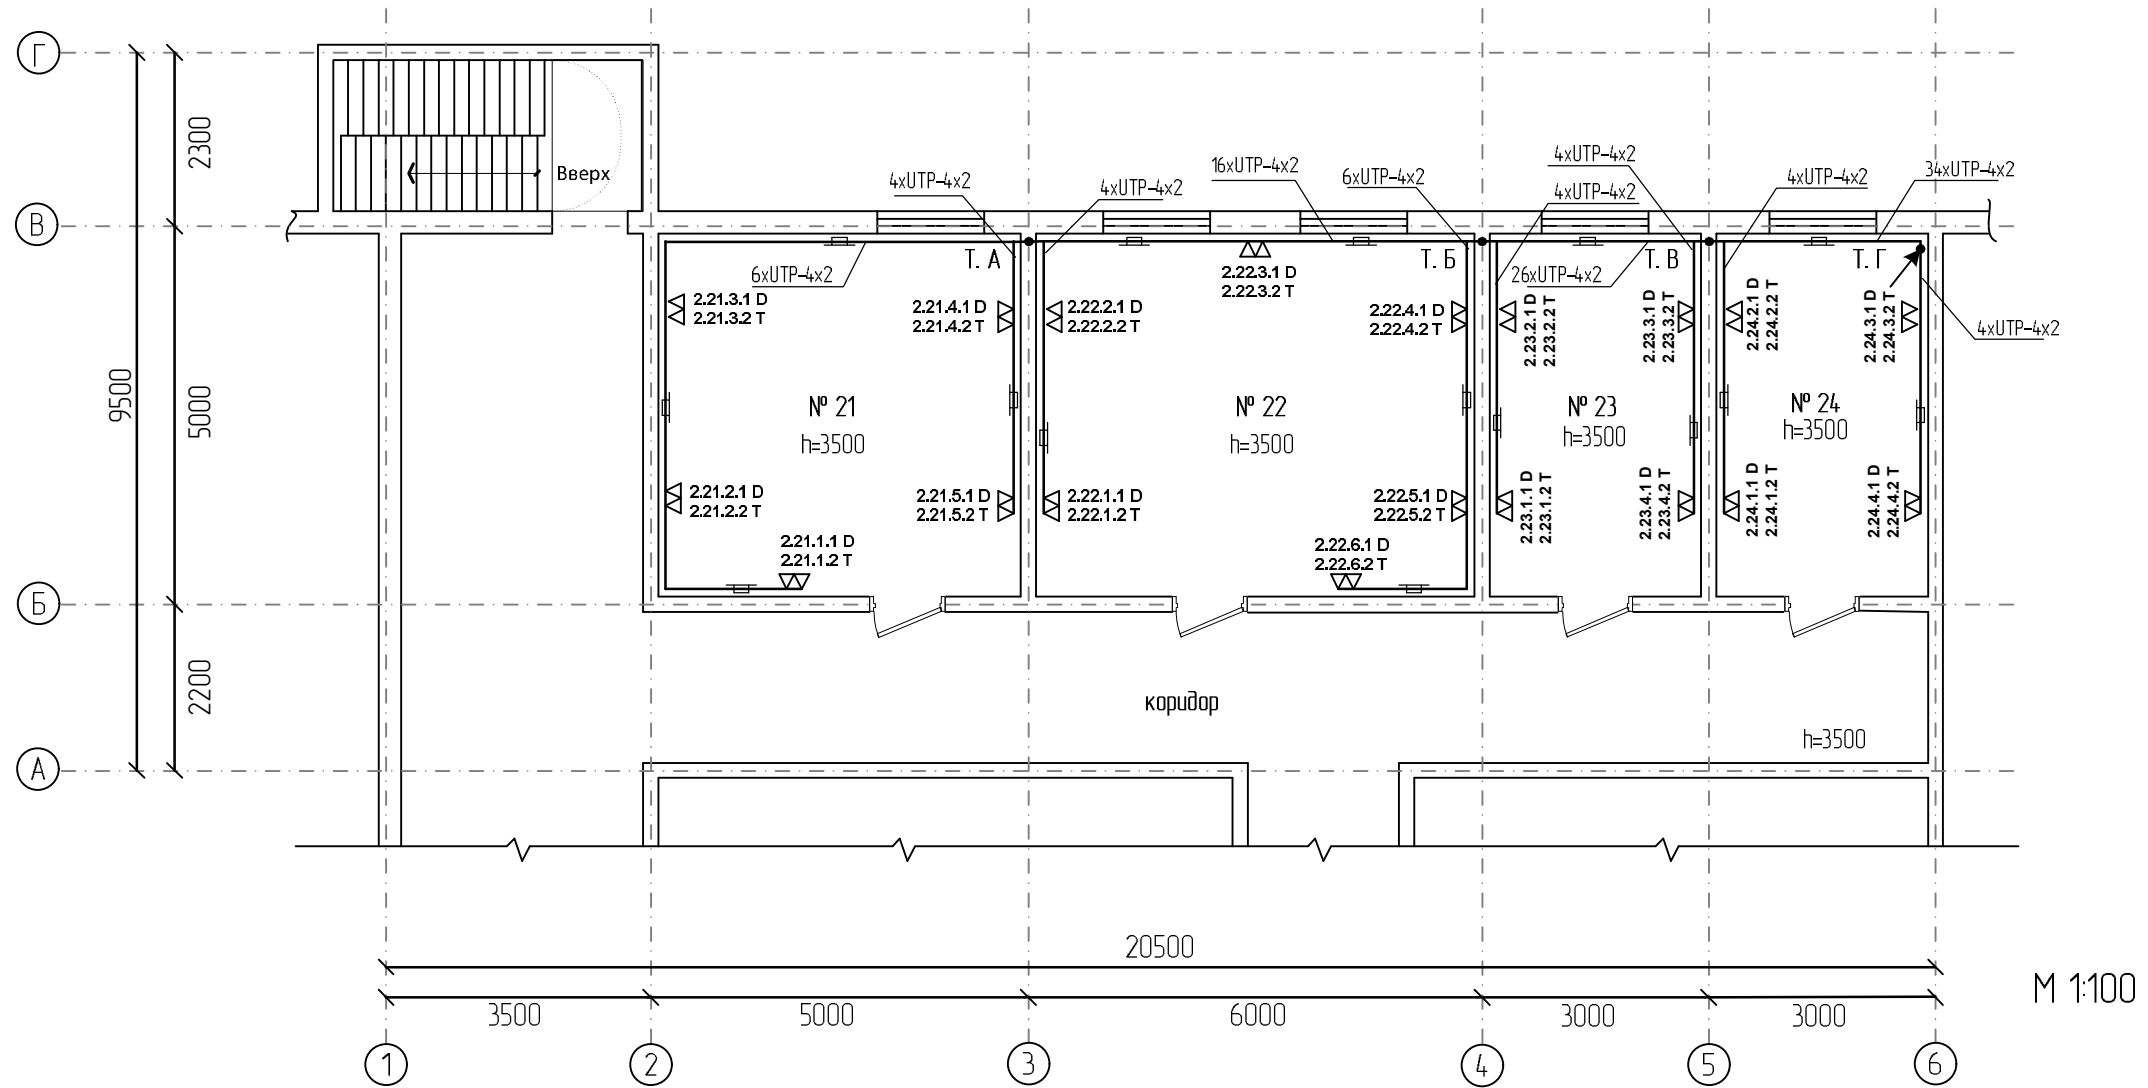 Г
2300
Вверх
В
4xUTP-4x2
4xUTP-4x2
16xUTP-4x2
6xUTP-4x2
4xUTP-4x2
4xUTP-4x2
4xUTP-4x2
34xUTP-4x2
6xUTP-4x2
Т. А
Т. Б
26xUTP-4x2
Т. В
Т. Г
4xUTP-4x2
2.21.3.1 D
2.21.3.2 T
2.21.4.1 D
2.21.4.2 T
2.22.2.1 D
2.22.2.2 T
2.22.3.1 D
2.22.3.2 T
2.22.4.1 D
2.22.4.2 T
2.23.2.1 D
2.23.2.2 T
2.23.3.1 D
2.23.3.2 T
2.24.2.1 D
2.24.2.2 T
2.24.3.1 D
2.24.3.2 T
9500
5000
№ 21
h=3500
№ 22
h=3500
№ 23
h=3500
№ 24
h=3500
2.21.2.1 D
2.21.2.2 T
2.21.5.1 D
2.21.5.2 T
2.22.1.1 D
2.22.1.2 T
2.22.5.1 D
2.22.5.2 T
2.23.1.1 D
2.23.1.2 T
2.23.4.1 D
2.23.4.2 T
2.24.1.1 D
2.24.1.2 T
2.24.4.1 D
2.24.4.2 T
2.21.1.1 D
2.21.1.2 T
2.22.6.1 D
2.22.6.2 T
Б
2200
коридор
h=3500
А
20500
М 1:100
3500
5000
6000
3000
3000
1
2
3
4
5
6